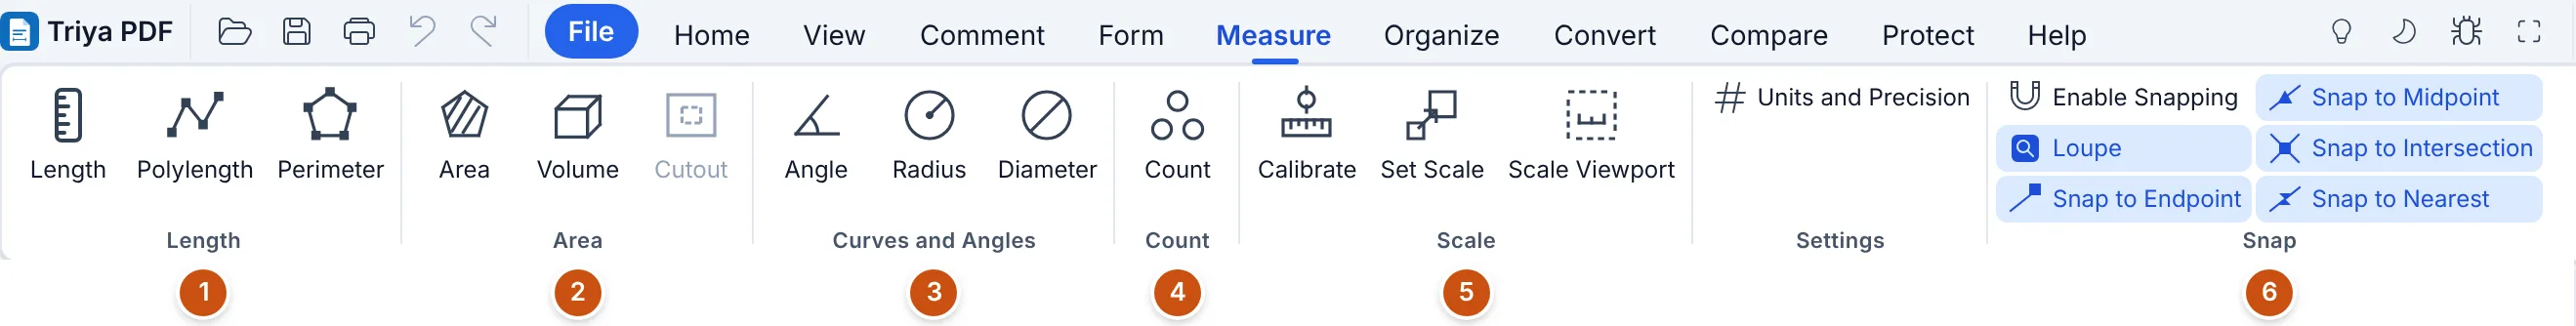 Triya PDF
File Home View Comment Form Measure Organize Convert Compare Protect Help
Length Polylength Perimeter
Length
1
Area Volume Cutout
Area
2
Angle Radius Diameter
Curves and Angles
3
Count
Count
4
Calibrate Set Scale Scale Viewport
Scale
5
Units and Precision
Settings
Enable Snapping Snap to Midpoint
Loupe Snap to Intersection
Snap to Endpoint Snap to Nearest
Snap
6